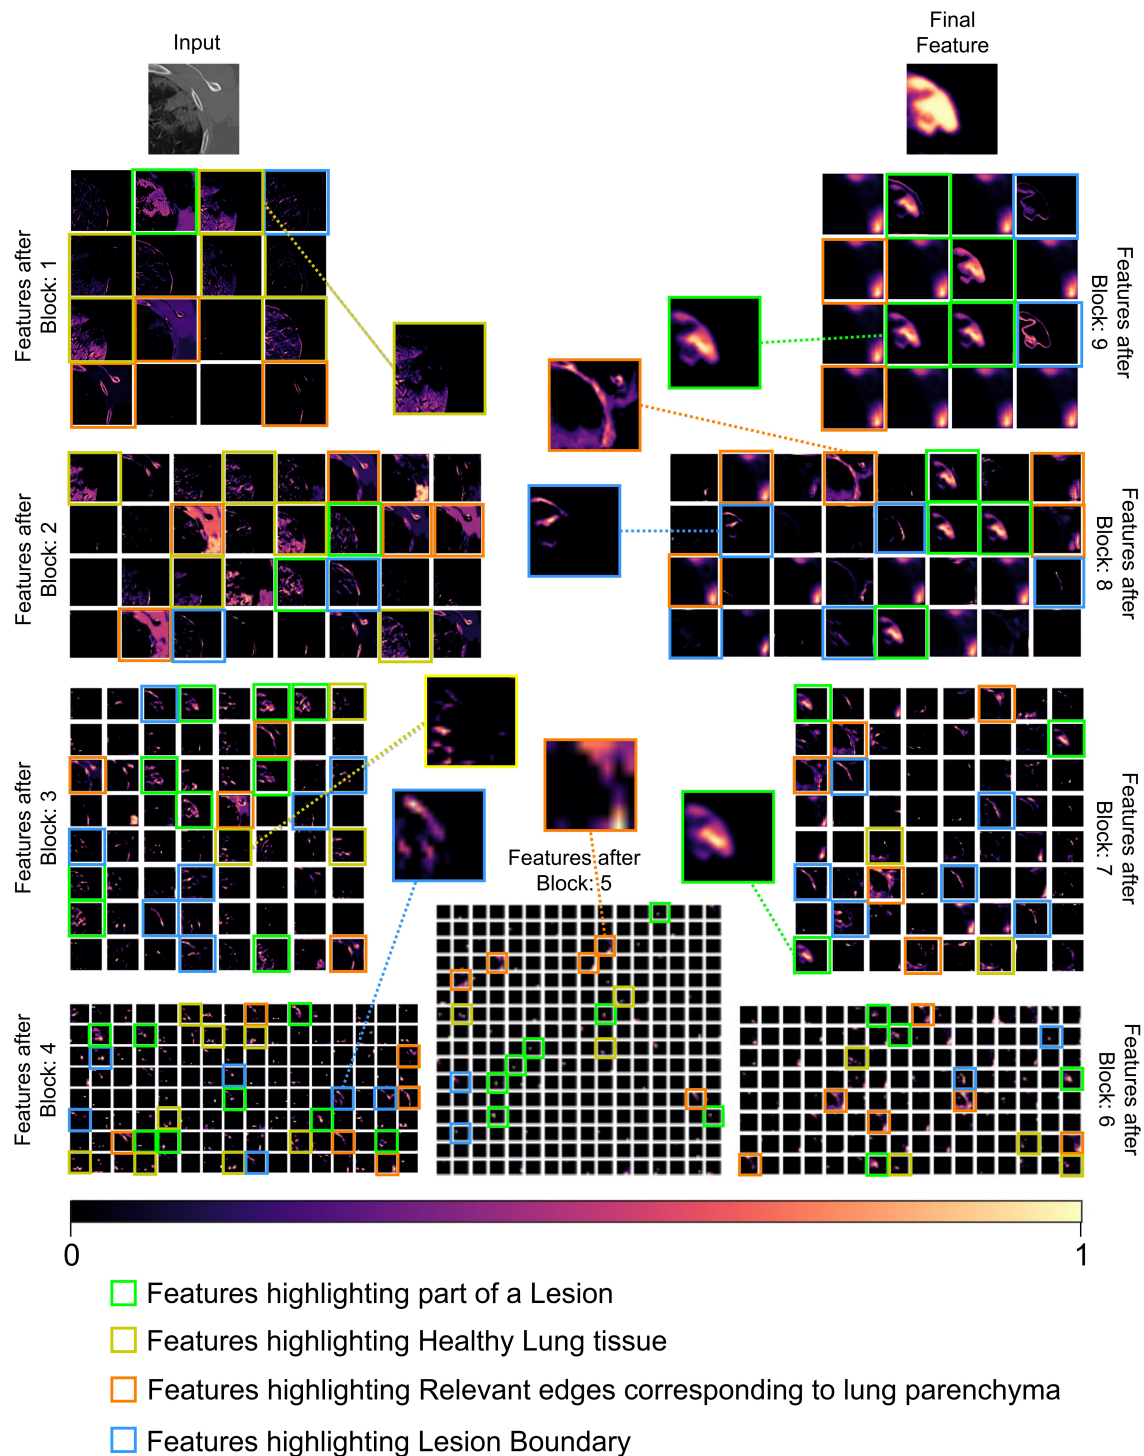 Input
Final
Feature
Features after
Block: 1
Features after
Block: 9
Features after
Block: 2
Features after
Block: 8
Features after
Block: 3
Features after
Block: 5
Features after
Block: 7
Features after
Block: 4
Features after
Block: 6
0
1
Features highlighting part of a Lesion
Features highlighting Healthy Lung tissue
Features highlighting Relevant edges corresponding to lung parenchyma
Features highlighting Lesion Boundary